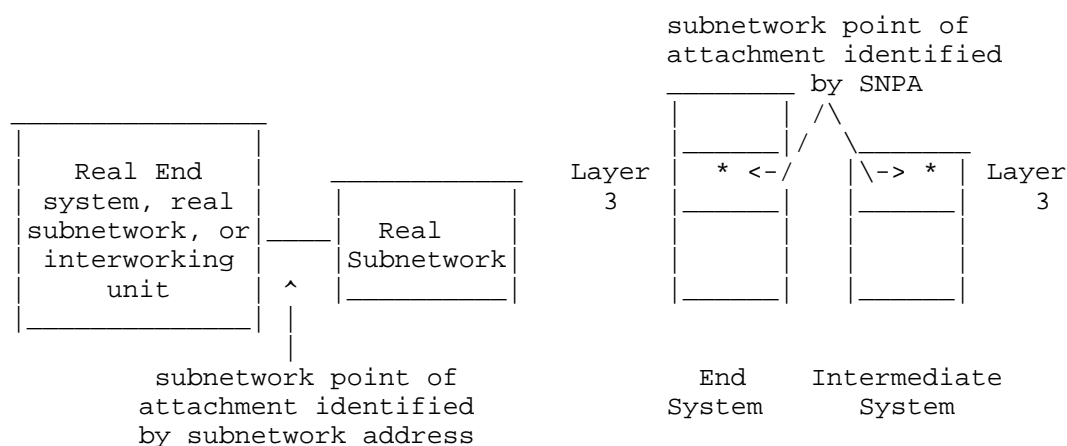 subnetwork point of
attachment identified
by SNPA
Real End
system, real
subnetwork, or
interworking
unit
Real
Subnetwork
subnetwork point of
attachment identified
by subnetwork address
Layer
3
* <-/
\-> *
Layer
3
End
System
Intermediate
System